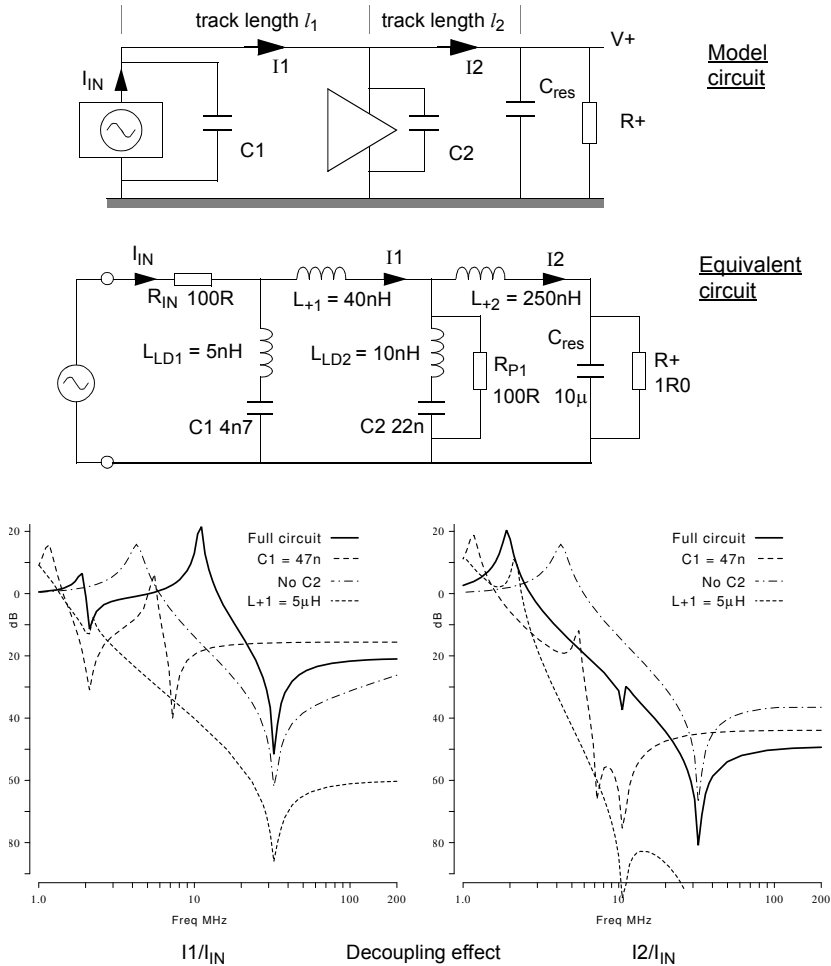 track length l1
track length l2
V+
Model
circuit
IIN
I1
I2
Cres
R+
C1
C2
IIN
I1
I2
Equivalent
circuit
RIN 100R
L+1 = 40nH
L+2 = 250nH
LLD1 = 5nH
LLD2 = 10nH
RP1
100R
Cres
10μ
R+
1R0
C1 4n7
C2 22n
20
0
dB
20
40
60
80
Full circuit
C1 = 47n
No C2
L+1 = 5μH
1.0
10
100
200
Freq MHz
20
0
dB
20
40
60
80
Full circuit
C1 = 47n
No C2
L+1 = 5μH
1.0
10
100
200
Freq MHz
I1/IIN
Decoupling effect
I2/IIN